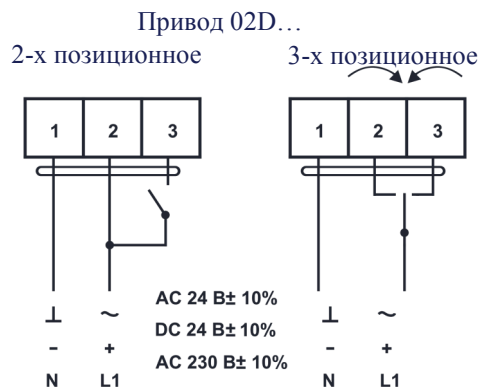 Привод 02D...
2-х позиционное 3-х позиционное
1 2 3 1 2 3
⊥ ~ AC 24 В± 10% ⊥ ~
- + DC 24 В± 10% - +
N L1 AC 230 В± 10% N L1